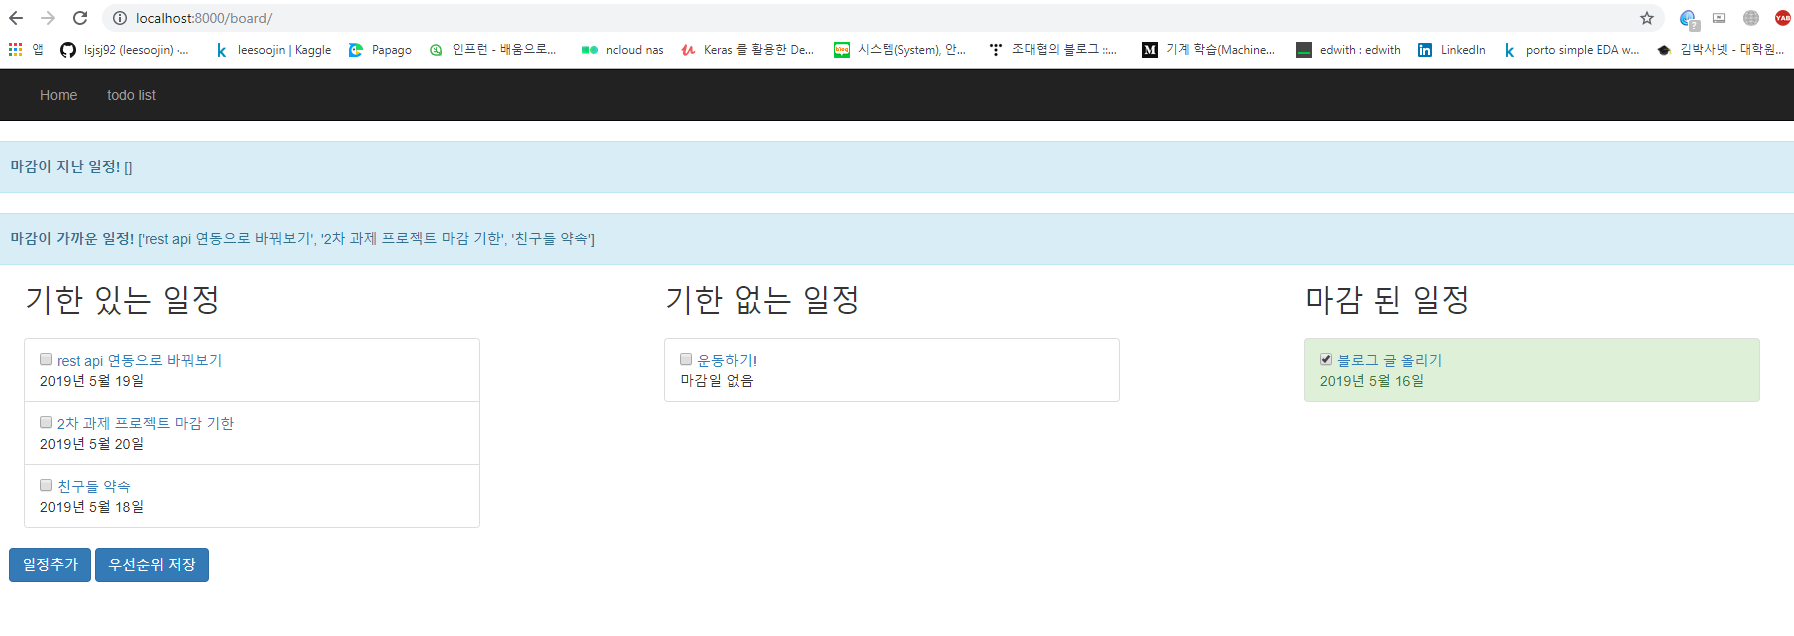 localhost:8000/board/
앱 lsjsj92 (leesoojin) ·... leesoojin | Kaggle Papago 인프런 - 배움으로... ncloud nas Keras 를 활용한 De... 시스템(System), 안... 조대협의 블로그 ::... 기계 학습(Machine... edwith : edwith LinkedIn porto simple EDA w... 김박사넷 - 대학원...
Home todo list
마감이 지난 일정! []
마감이 가까운 일정! ['rest api 연동으로 바꿔보기', '2차 과제 프로젝트 마감 기한', '친구들 약속']
기한 있는 일정
rest api 연동으로 바꿔보기
2019년 5월 19일
2차 과제 프로젝트 마감 기한
2019년 5월 20일
친구들 약속
2019년 5월 18일
기한 없는 일정
운동하기!
마감일 없음
마감 된 일정
블로그 글 올리기
2019년 5월 16일
일정추가 우선순위 저장